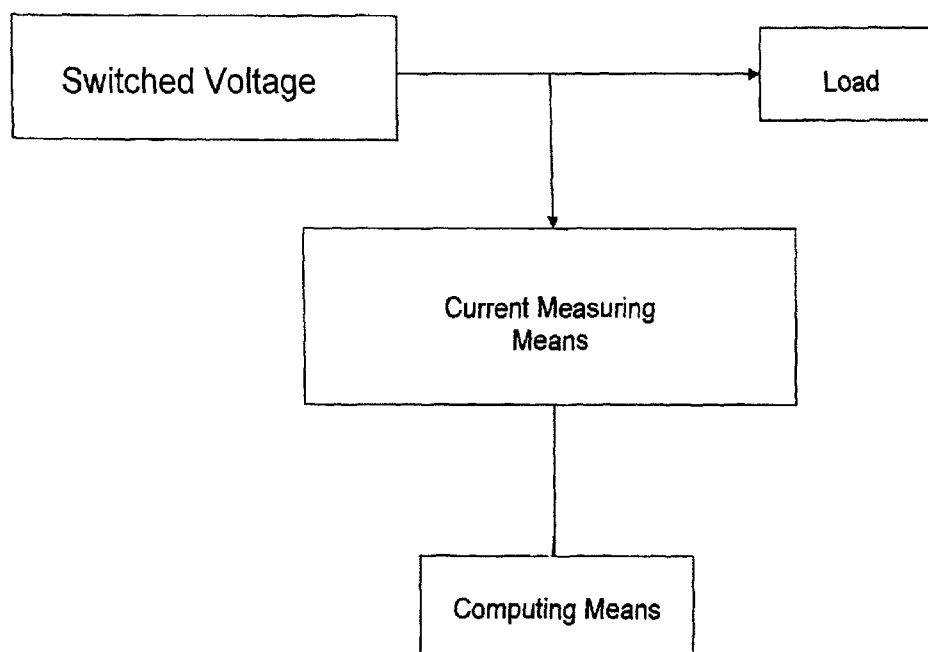 Switched Voltage
Load
Current Measuring
Means
Computing Means